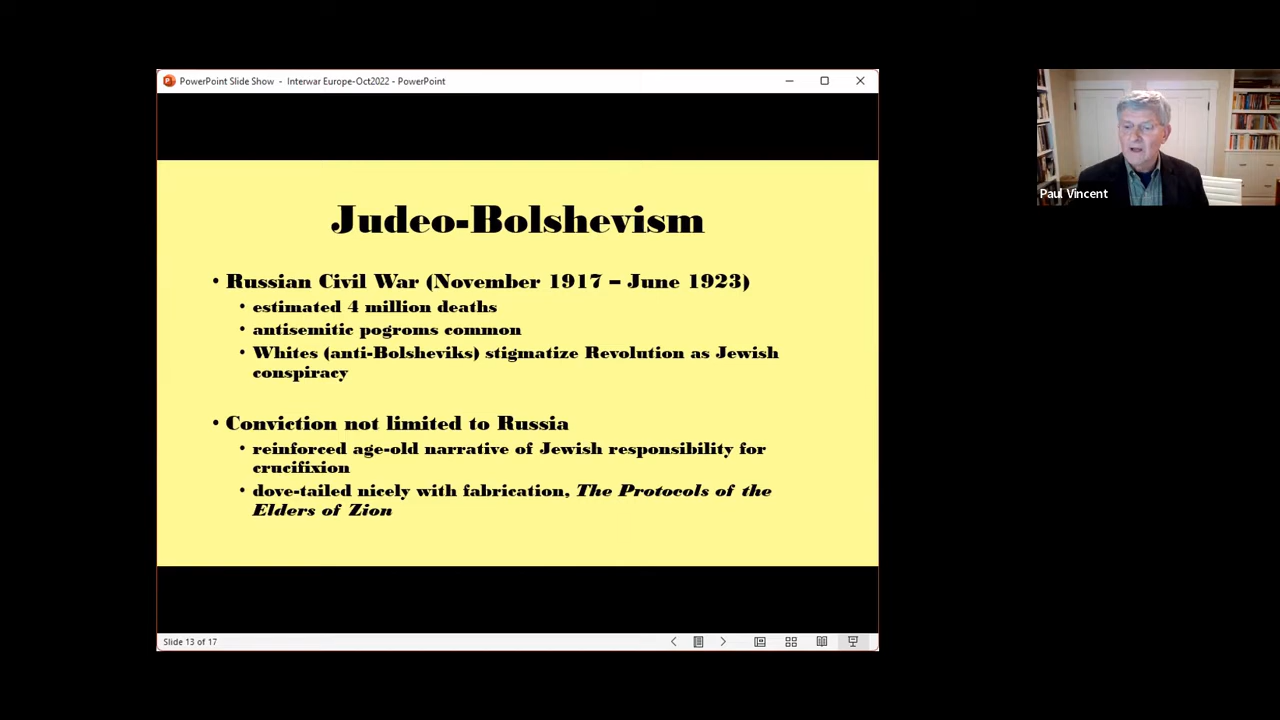 PowerPoint Slide Show - Interwar Europe-Oct2022 - PowerPoint
Judeo-Bolshevism
• Russian Civil War (November 1917 – June 1923)
• estimated 4 million deaths
• antisemitic pogroms common
• Whites (anti-Bolsheviks) stigmatize Revolution as Jewish
conspiracy
• Conviction not limited to Russia
• reinforced age-old narrative of Jewish responsibility for
crucifixion
• dove-tailed nicely with fabrication, The Protocols of the
Elders of Zion
Slide 13 of 17
Paul Vincent